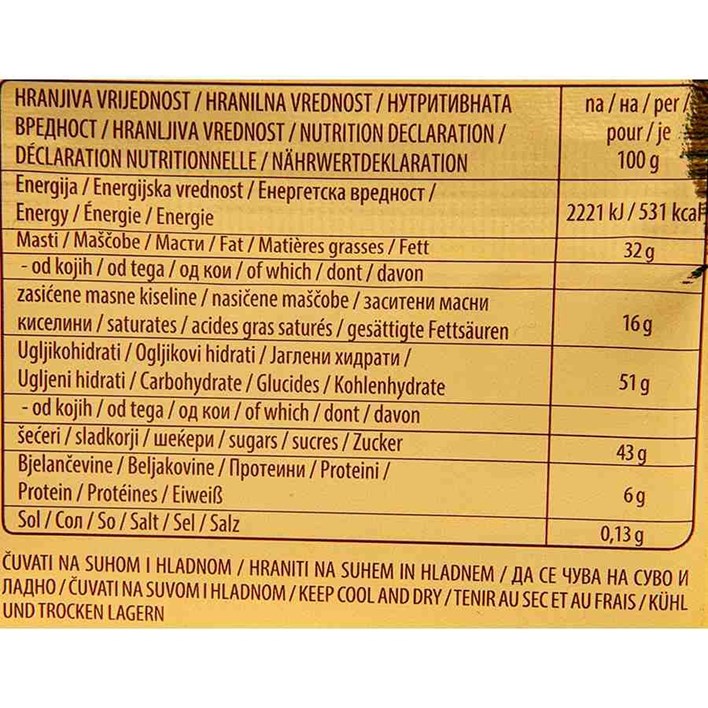 HRANJIVA VRIJEDNOST / HRANILNA VREDNOST / НУТРИТИВНАТА
ВРЕДНОСТ / HRANLJIVA VREDNOST / NUTRITION DECLARATION /
DÉCLARATION NUTRITIONNELLE / NÄHRWERTDEKLARATION
na / на / per /
pour / je
100 g
Energija / Energijska vrednost / Енергетска вредност /
Energy / Énergie / Energie
2221 kJ / 531 kcal
Masti / Maščobe / Масти / Fat / Matières grasses / Fett
32 g
- od kojih / od tega / од кои / of which / dont / davon
zasićene masne kiseline / nasičene maščobe / заситени масни
киселини / saturates / acides gras saturés / gesättigte Fettsäuren
16 g
Ugljikohidrati / Ogljikovi hidrati / Јаглени хидрати /
Ugljeni hidrati / Carbohydrate / Glucides / Kohlenhydrate
51 g
- od kojih / od tega / од кои / of which / dont / davon
šećeri / sladkorji / шеќери / sugars / sucres / Zucker
43 g
Bjelančevine / Beljakovine / Протеини / Proteini /
Protein / Protéines / Eiweiß
6 g
Sol / Сол / So / Salt / Sel / Salz
0,13 g
ČUVATI NA SUHOM I HLADNOM / HRANITI NA SUHEM IN HLADNEM / ДА СЕ ЧУВА НА СУВО И
ЛАДНО / ČUVATI NA SUVOM I HLADNOM / KEEP COOL AND DRY / TENIR AU SEC ET AU FRAIS / KÜHL
UND TROCKEN LAGERN